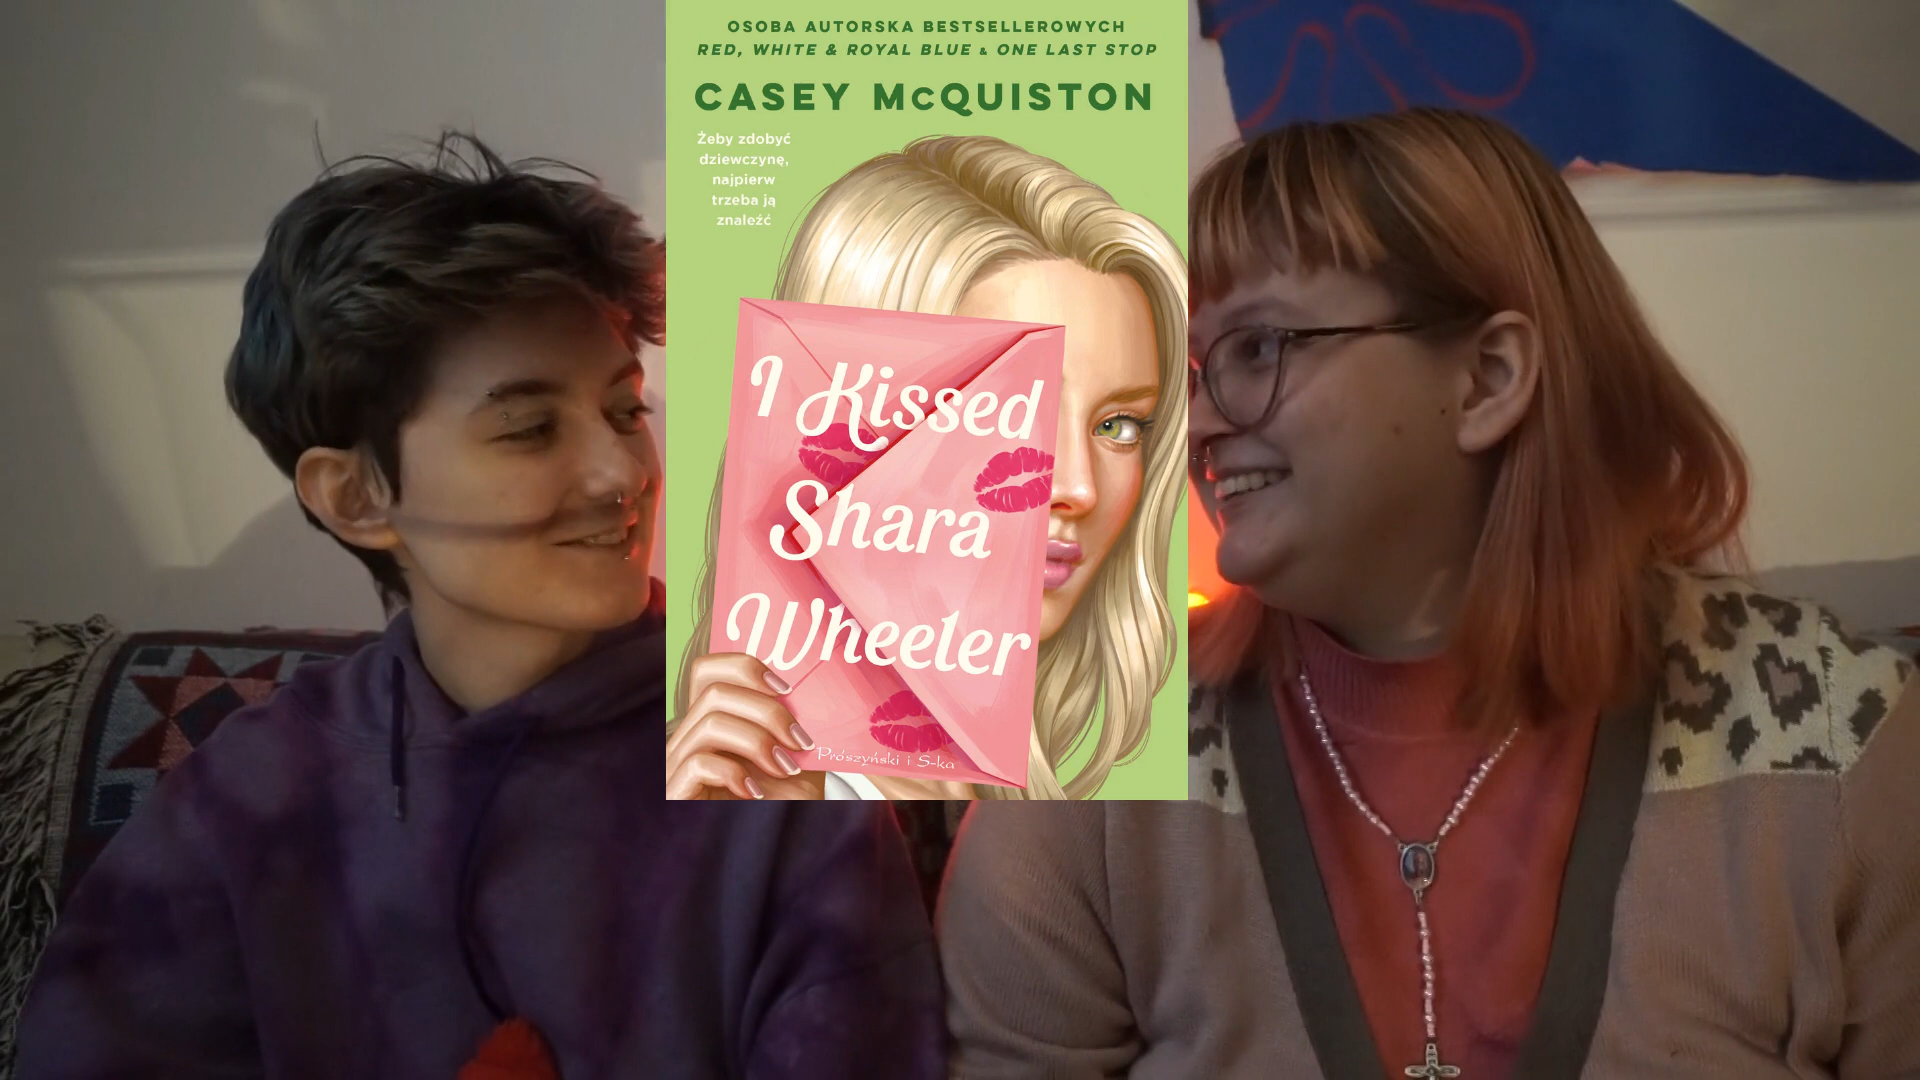 OSOBA AUTORSKA BESTSELLEROWYCH
RED, WHITE & ROYAL BLUE & ONE LAST STOP
CASEY McQUISTON
Żeby zdobyć
dziewczynę,
najpierw
trzeba ją
znaleźć
I Kissed
Shara
Wheeler
Prószyński i S-ka